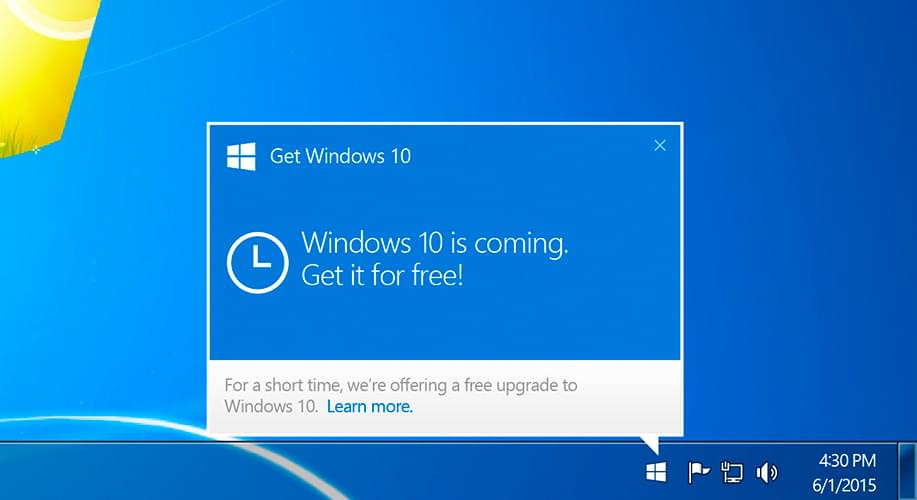 Get Windows 10
Windows 10 is coming.
Get it for free!
For a short time, we're offering a free upgrade to
Windows 10. Learn more.
4:30 PM
6/1/2015